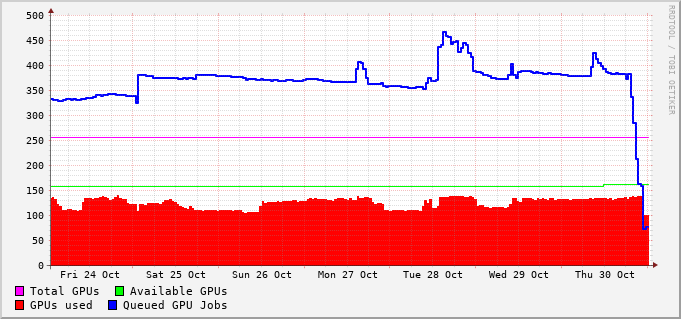 500
450
400
350
300
250
200
150
100
50
0
Fri 24 Oct Sat 25 Oct Sun 26 Oct Mon 27 Oct Tue 28 Oct Wed 29 Oct Thu 30 Oct
Total GPUs Available GPUs
GPUs used Queued GPU Jobs
RRDTOOL / TOBI OETIKER